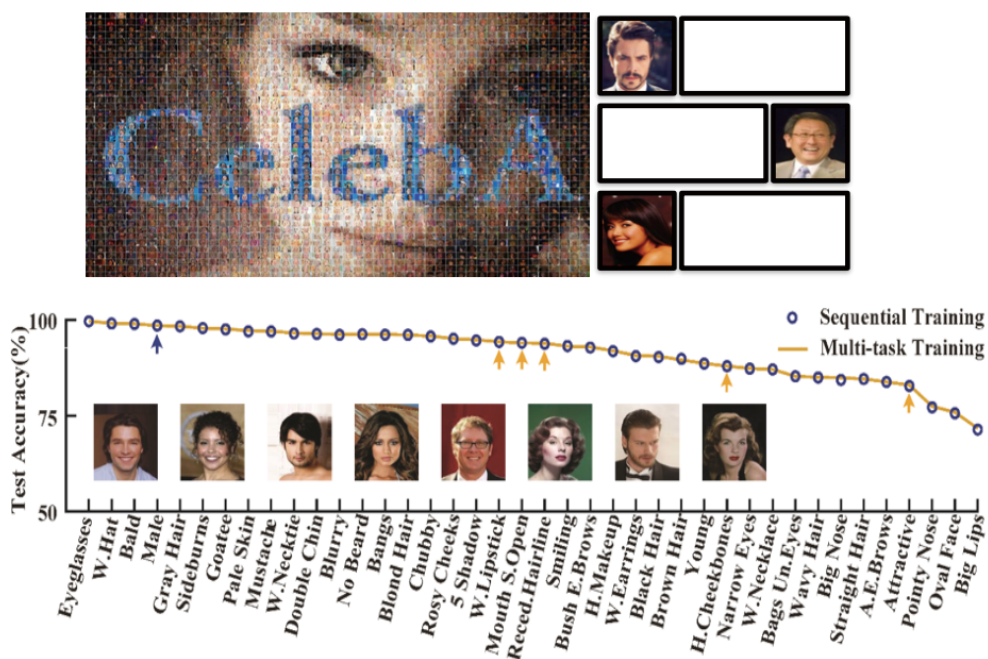 CelebA
100
75
50
Test Accuracy(%)
Sequential Training
Multi-task Training
Eyeglasses
W.Hat
Bald
Male
Gray Hair
Sideburns
Goatee
Pale Skin
Mustache
W.Necktie
Double Chin
Blurry
No Beard
Bangs
Blond Hair
Chubby
Rosy Cheeks
5 Shadow
W.Lipstick
Mouth S.Open
Reced.Hairline
Smiling
Bush E.Brows
H.Makeup
W.Earrings
Black Hair
Brown Hair
Young
H.Cheekbones
Narrow Eyes
W.Necklace
Bags Un.Eyes
Wavy Hair
Big Nose
Straight Hair
A.E.Brows
Attractive
Pointy Nose
Oval Face
Big Lips